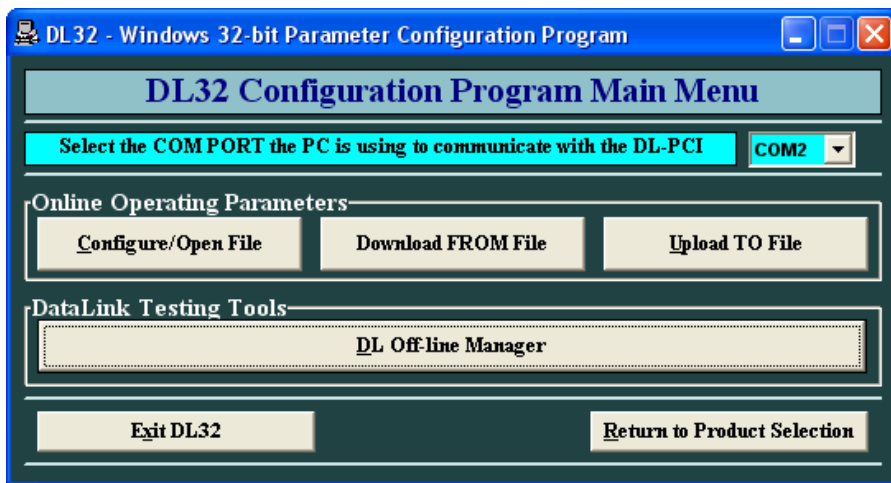 DL32 - Windows 32-bit Parameter Configuration Program
DL32 Configuration Program Main Menu
Select the COM PORT the PC is using to communicate with the DL-PCI
COM2
Online Operating Parameters
Configure/Open File
Download FROM File
Upload TO File
DataLink Testing Tools
DL Off-line Manager
Exit DL32
Return to Product Selection